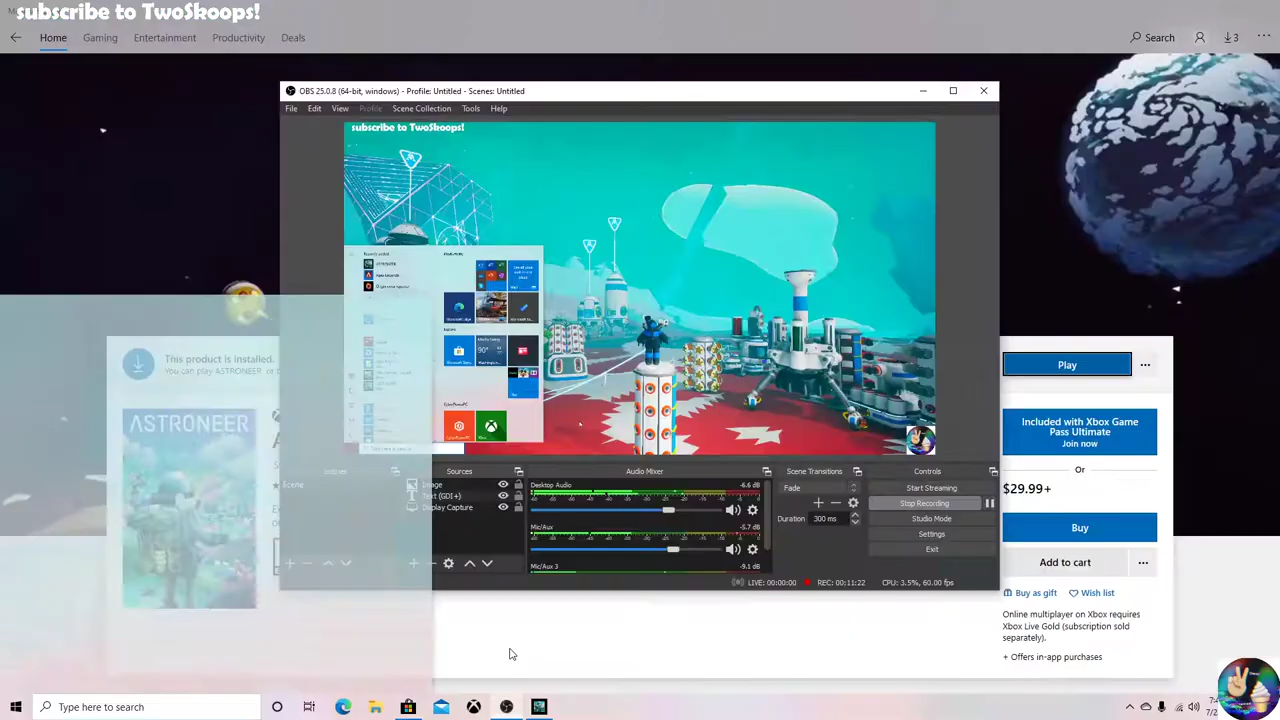 subscribe to TwoSkoops!
Home
Gaming
Entertainment
Productivity
Deals
Search
3
OBS 25.0.8 (64-bit, windows) - Profile: Untitled - Scenes: Untitled
File Edit View Profile Scene Collection Tools Help
subscribe to TwoSkoops!
90°
This product is installed.
ASTRONEER
Play
Included with Xbox Game
Pass Ultimate
Join now
Or
$29.99+
Buy
Add to cart
Buy as gift
Wish list
Online multiplayer on Xbox requires
Xbox Live Gold (subscription sold
separately).
+ Offers in-app purchases
Sources
Scene
Image
Text (GDI+)
Display Capture
Audio Mixer
Desktop Audio
-6.6 dB
Mic/Aux
-5.7 dB
Mic/Aux 3
-9.1 dB
Scene Transitions
Fade
Duration
300 ms
Controls
Start Streaming
Stop Recording
Studio Mode
Settings
Exit
LIVE: 00:00:00
REC: 00:11:22
CPU: 3.5%, 60.00 fps
Type here to search